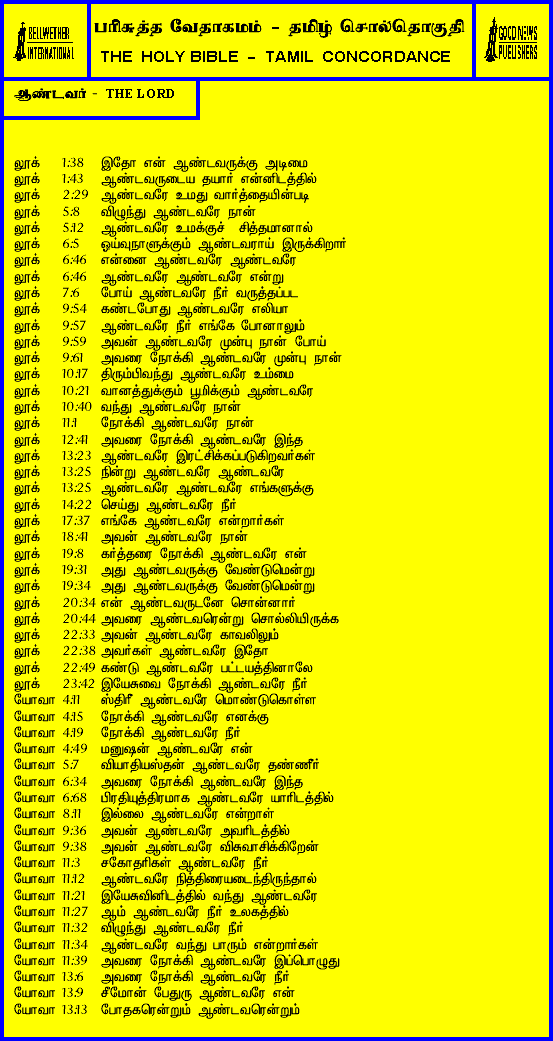 BELLWETHER
INTERNATIONAL
பரிசுத்த வேதாகமம் - தமிழ் சொல்தொகுதி
THE HOLY BIBLE - TAMIL CONCORDANCE
GOOD NEWS
PUBLISHERS
ஆண்டவர் - THE LORD
லூக் 1:38 இதோ என் ஆண்டவருக்கு அடிமை
லூக் 1:43 ஆண்டவருடைய தயார் என்னிடத்தில்
லூக் 2:29 ஆண்டவரே உமது வார்த்தையின்படி
லூக் 5:8 விழுந்து ஆண்டவரே நான்
லூக் 5:12 ஆண்டவரே உமக்குச் சித்தமானால்
லூக் 6:5 ஓய்வுநாளுக்கும் ஆண்டவராய் இருக்கிறார்
லூக் 6:46 என்னை ஆண்டவரே ஆண்டவரே
லூக் 6:46 ஆண்டவரே ஆண்டவரே என்று
லூக் 7:6 போய் ஆண்டவரே நீர் வருத்தப்பட
லூக் 9:54 கண்டபோது ஆண்டவரே எலியா
லூக் 9:57 ஆண்டவரே நீர் எங்கே போனாலும்
லூக் 9:59 அவன் ஆண்டவரே முன்பு நான் போய்
லூக் 9:61 அவரை நோக்கி ஆண்டவரே முன்பு நான்
லூக் 10:17 திரும்பிவந்து ஆண்டவரே உம்மை
லூக் 10:21 வானத்துக்கும் பூமிக்கும் ஆண்டவரே
லூக் 10:40 வந்து ஆண்டவரே நான்
லூக் 11:1 நோக்கி ஆண்டவரே நான்
லூக் 12:41 அவரை நோக்கி ஆண்டவரே இந்த
லூக் 13:23 ஆண்டவரே இரட்சிக்கப்படுகிறவர்கள்
லூக் 13:25 நின்று ஆண்டவரே ஆண்டவரே
லூக் 13:25 ஆண்டவரே ஆண்டவரே எங்களுக்கு
லூக் 14:22 செய்து ஆண்டவரே நீர்
லூக் 17:37 எங்கே ஆண்டவரே என்றார்கள்
லூக் 18:41 அவன் ஆண்டவரே நான்
லூக் 19:8 கர்த்தரை நோக்கி ஆண்டவரே என்
லூக் 19:31 அது ஆண்டவருக்கு வேண்டுமென்று
லூக் 19:34 அது ஆண்டவருக்கு வேண்டுமென்று
லூக் 20:34 என் ஆண்டவருடனே சொன்னார்
லூக் 20:44 அவரை ஆண்டவரென்று சொல்லியிருக்க
லூக் 22:33 அவன் ஆண்டவரே காவலிலும்
லூக் 22:38 அவர்கள் ஆண்டவரே இதோ
லூக் 22:49 கண்டு ஆண்டவரே பட்டயத்தினாலே
லூக் 23:42 இயேசுவை நோக்கி ஆண்டவரே நீர்
யோவா 4:11 ஸ்திரீ ஆண்டவரே மொண்டுகொள்ள
யோவா 4:15 நோக்கி ஆண்டவரே எனக்கு
யோவா 4:19 நோக்கி ஆண்டவரே நீர்
யோவா 4:49 மனுஷன் ஆண்டவரே என்
யோவா 5:7 வியாதியஸ்தன் ஆண்டவரே தண்ணீர்
யோவா 6:34 அவரை நோக்கி ஆண்டவரே இந்த
யோவா 6:68 பிரதியுத்திரமாக ஆண்டவரே யாரிடத்தில்
யோவா 8:11 இல்லை ஆண்டவரே என்றாள்
யோவா 9:36 அவன் ஆண்டவரே அவரிடத்தில்
யோவா 9:38 அவன் ஆண்டவரே விசுவாசிக்கிறேன்
யோவா 11:3 சகோதரிகள் ஆண்டவரே நீர்
யோவா 11:12 ஆண்டவரே நித்திரையடைந்திருந்தால்
யோவா 11:21 இயேசுவினிடத்தில் வந்து ஆண்டவரே
யோவா 11:27 ஆம் ஆண்டவரே நீர் உலகத்தில்
யோவா 11:32 விழுந்து ஆண்டவரே நீர்
யோவா 11:34 ஆண்டவரே வந்து பாரும் என்றார்கள்
யோவா 11:39 அவரை நோக்கி ஆண்டவரே இப்பொழுது
யோவா 13:6 அவரை நோக்கி ஆண்டவரே நீர்
யோவா 13:9 சீமோன் பேதுரு ஆண்டவரே என்
யோவா 13:13 போதகரென்றும் ஆண்டவரென்றும்